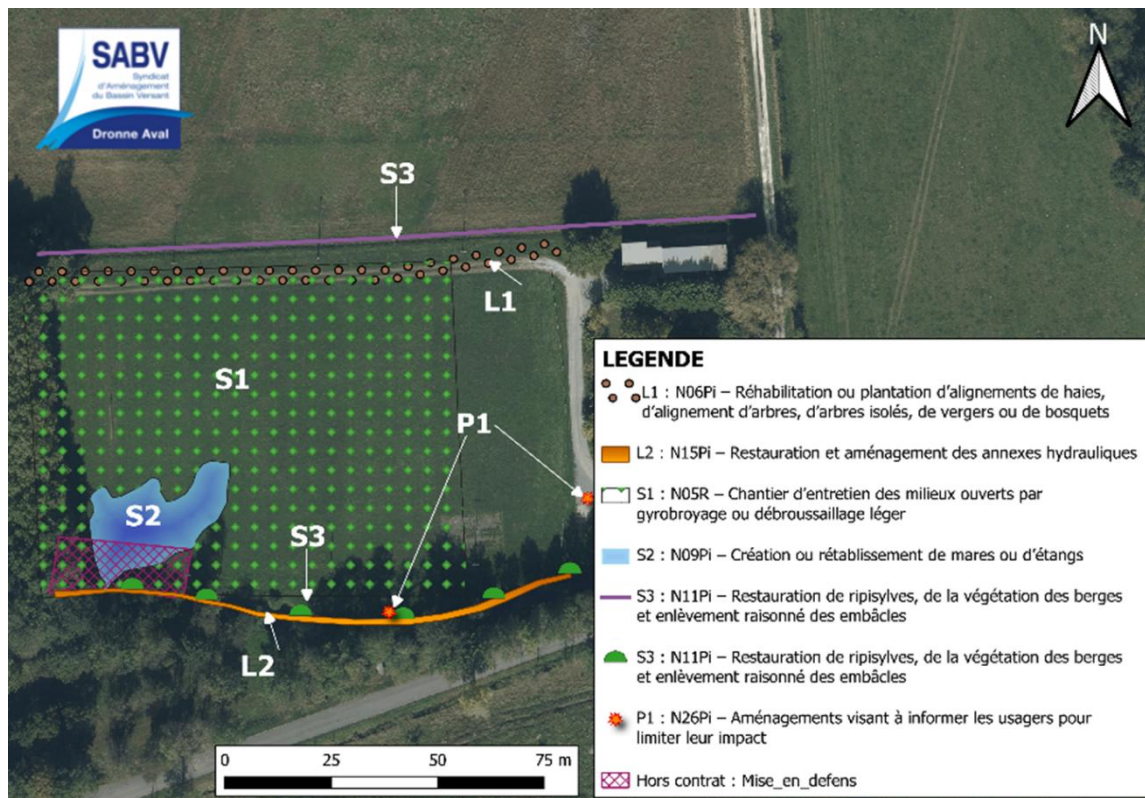 SABV
Syndicat
d'Aménagement
du Bassin Versant
Dronne Aval
N
S3
L1
S1
P1
S2
S3
L2
0 25 50 75 m
LEGENDE
L1 : N06Pi – Réhabilitation ou plantation d'alignements de haies,
d'alignement d'arbres, d'arbres isolés, de vergers ou de bosquets
L2 : N15Pi – Restauration et aménagement des annexes hydrauliques
S1 : N05R – Chantier d'entretien des milieux ouverts par
gyrobroyage ou débroussaillage léger
S2 : N09Pi – Création ou rétablissement de mares ou d'étangs
S3 : N11Pi – Restauration de ripisylves, de la végétation des berges
et enlèvement raisonné des embâcles
S3 : N11Pi – Restauration de ripisylves, de la végétation des berges
et enlèvement raisonné des embâcles
P1 : N26Pi – Aménagements visant à informer les usagers pour
limiter leur impact
Hors contrat : Mise_en_defens